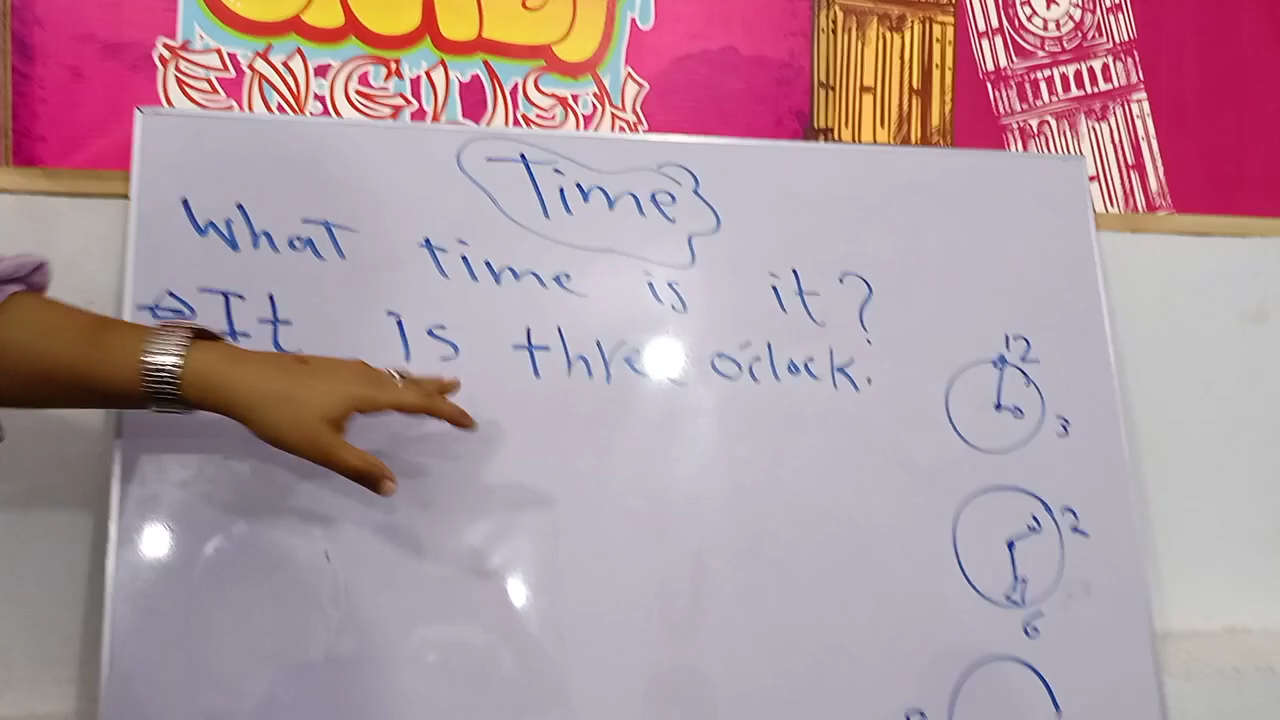 ENGLISH
Time
What time is it?
⇒ It is three o'clock.
12
3
2
6